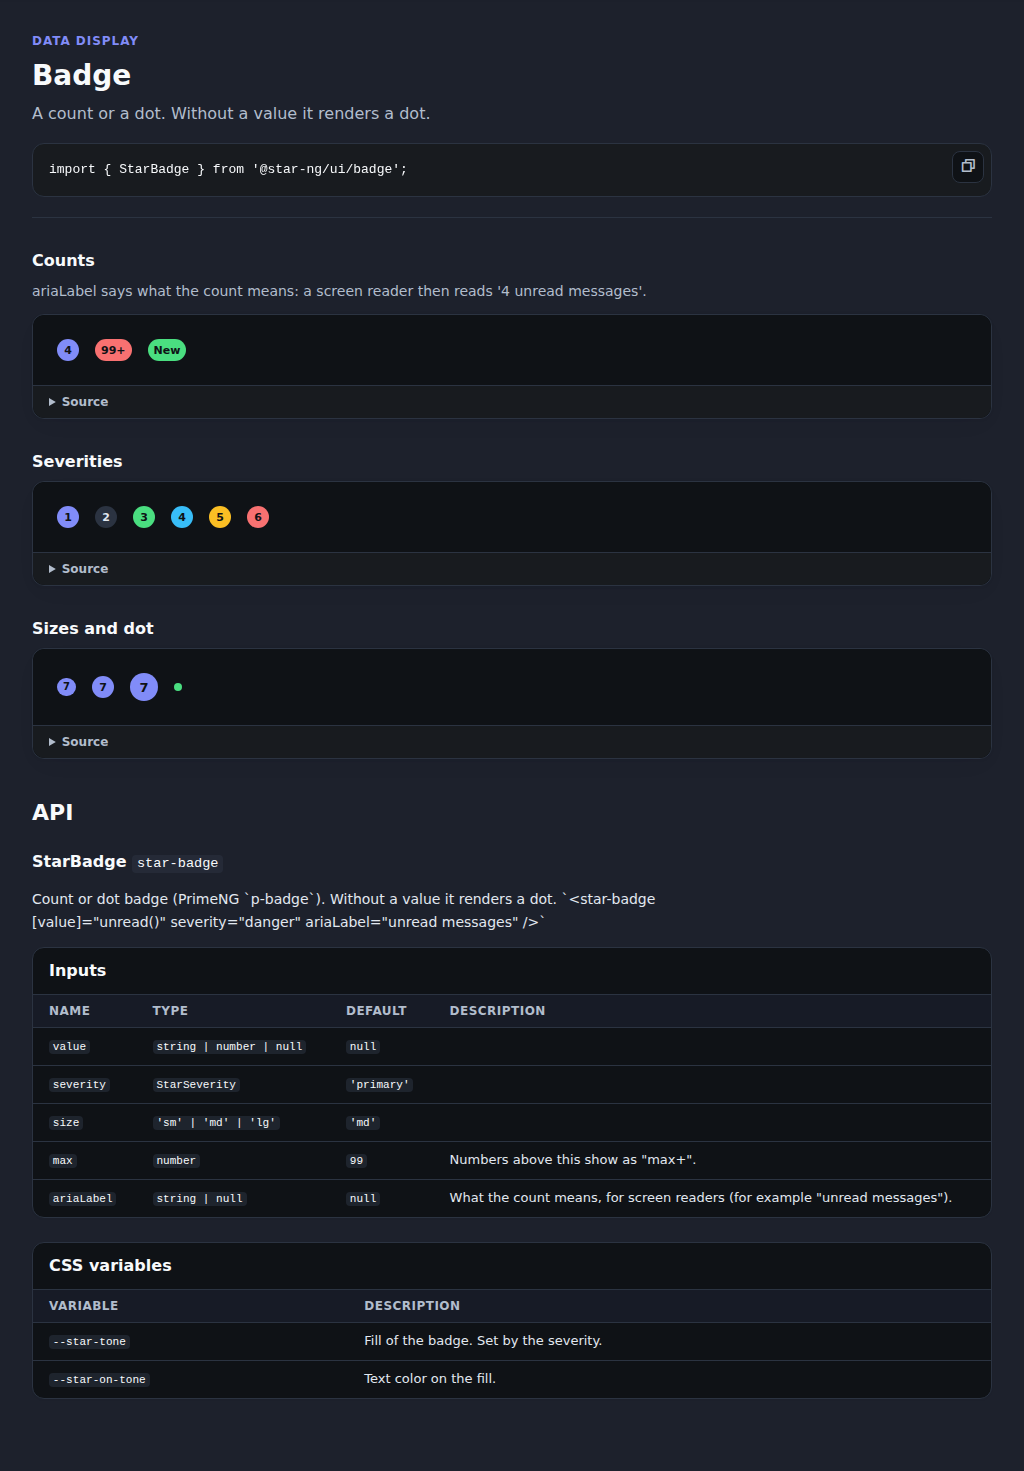 DATA DISPLAY
Badge
A count or a dot. Without a value it renders a dot.
import { StarBadge } from '@star-ng/ui/badge';
Counts
ariaLabel says what the count means: a screen reader then reads '4 unread messages'.
4 99+ New
Source
Severities
1 2 3 4 5 6
Source
Sizes and dot
7 7 7
Source
API
StarBadge star-badge
Count or dot badge (PrimeNG `p-badge`). Without a value it renders a dot. `<star-badge
[value]="unread()" severity="danger" ariaLabel="unread messages" />`
Inputs
NAME TYPE DEFAULT DESCRIPTION
value string | number | null null
severity StarSeverity 'primary'
size 'sm' | 'md' | 'lg' 'md'
max number 99 Numbers above this show as "max+".
ariaLabel string | null null What the count means, for screen readers (for example "unread messages").
CSS variables
VARIABLE DESCRIPTION
--star-tone Fill of the badge. Set by the severity.
--star-on-tone Text color on the fill.